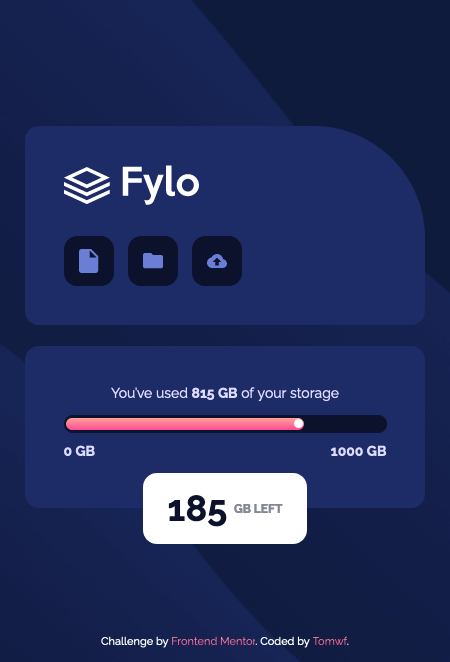 Fylo
You've used 815 GB of your storage
0 GB 1000 GB
185 GB LEFT
Challenge by Frontend Mentor. Coded by Tomwf.